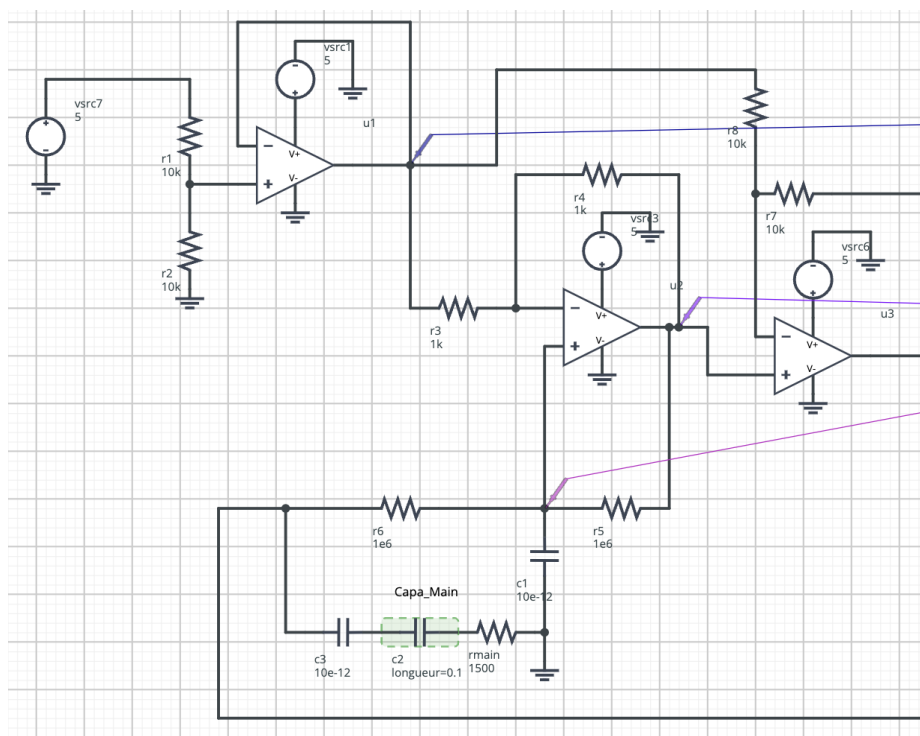 vsrc1
5
vsrc7
5
u1
r1
10k
r8
10k
V+
V-
r4
1k
r7
10k
vsrc3
5
vsrc6
5
r2
10k
u2
u3
r3
1k
V+
V-
V+
V-
r6
1e6
r5
1e6
Capa_Main
c1
10e-12
c3
10e-12
c2
longueur=0.1
rmain
1500